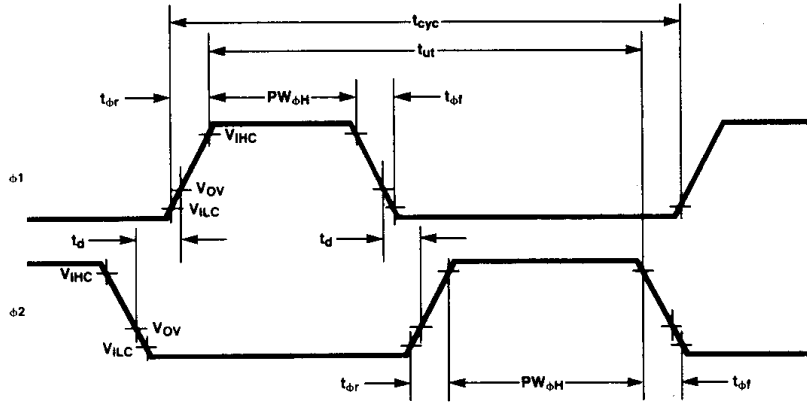 tcyc
tut
tϕr
PWϕH
tϕf
VIHC
ϕ1
VOV
VILC
td
td
VIHC
ϕ2
VOV
VILC
tϕr
PWϕH
tϕf